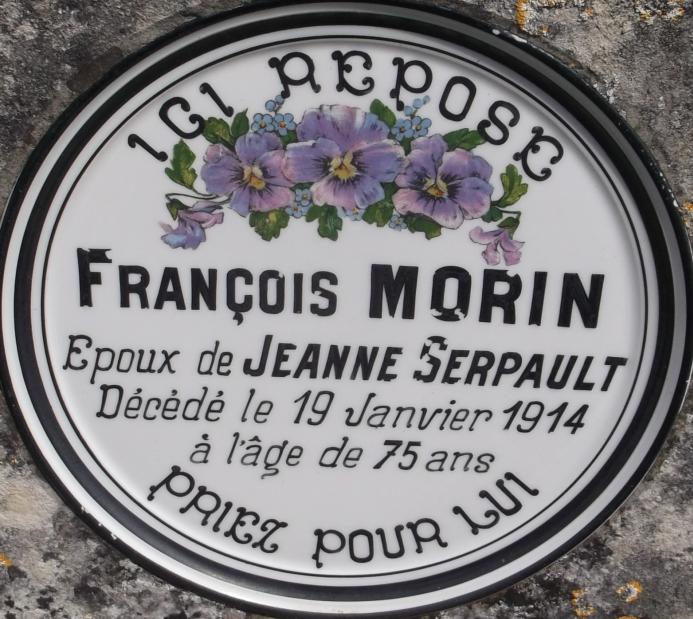 ICI REPOSE
FRANÇOIS MORIN
Epoux de JEANNE SERPAULT
Décédé le 19 Janvier 1914
à l'âge de 75 ans
PRIEZ POUR LUI